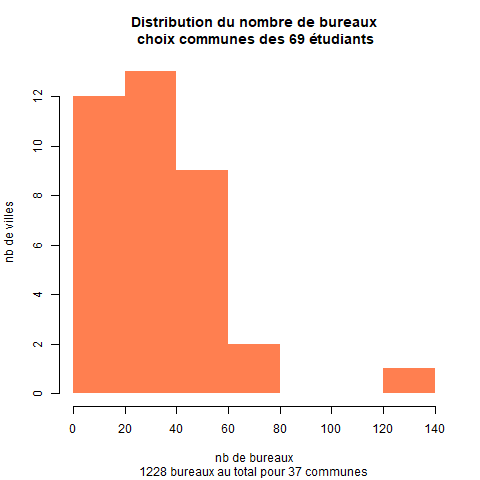 Distribution du nombre de bureaux
choix communes des 69 étudiants
nb de villes
12
10
8
6
4
2
0
0 20 40 60 80 100 120 140
nb de bureaux
1228 bureaux au total pour 37 communes